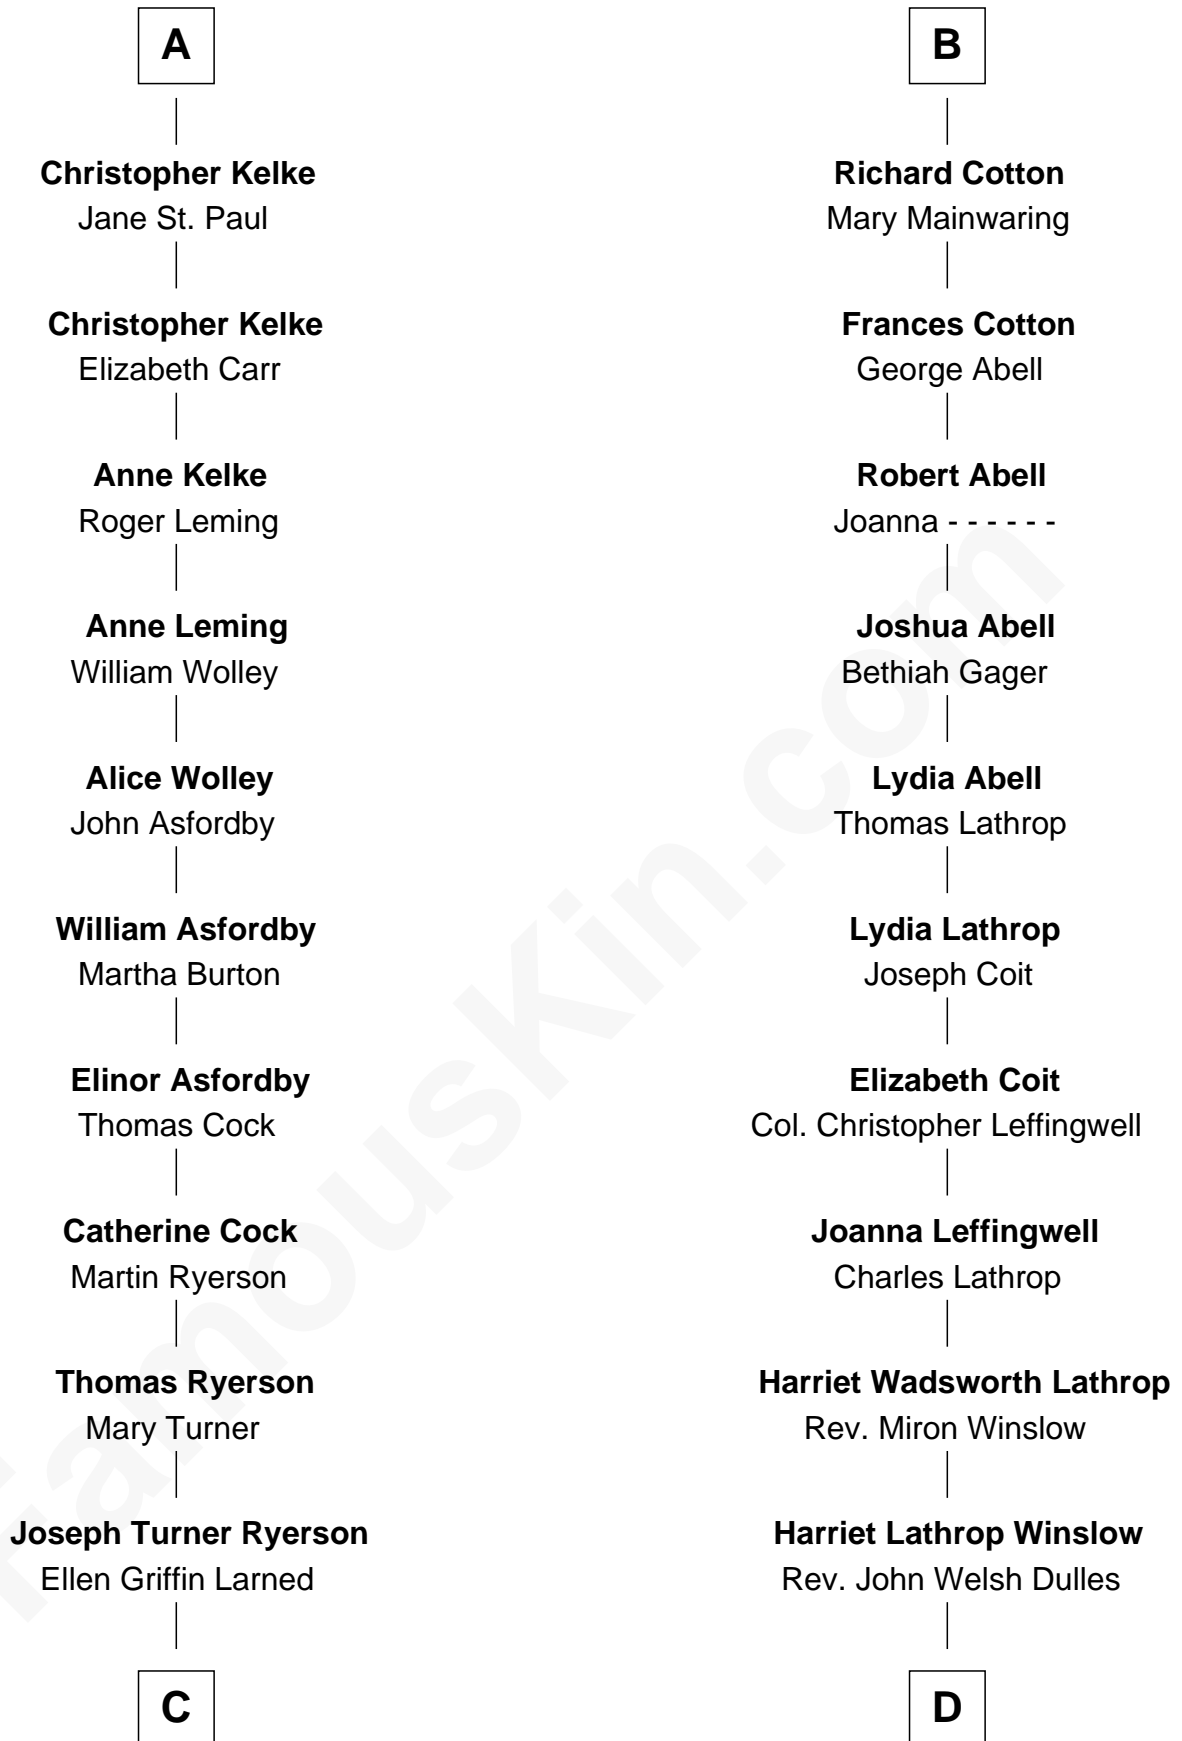 A
Christopher Kelke
Jane St. Paul
Christopher Kelke
Elizabeth Carr
Anne Kelke
Roger Leming
Anne Leming
William Wolley
Alice Wolley
John Asfordby
William Asfordby
Martha Burton
Elinor Asfordby
Thomas Cock
Catherine Cock
Martin Ryerson
Thomas Ryerson
Mary Turner
Joseph Turner Ryerson
Ellen Griffin Larned
C
B
Richard Cotton
Mary Mainwaring
Frances Cotton
George Abell
Robert Abell
Joanna - - - - - -
Joshua Abell
Bethiah Gager
Lydia Abell
Thomas Lathrop
Lydia Lathrop
Joseph Coit
Elizabeth Coit
Col. Christopher Leffingwell
Joanna Leffingwell
Charles Lathrop
Harriet Wadsworth Lathrop
Rev. Miron Winslow
Harriet Lathrop Winslow
Rev. John Welsh Dulles
D
FamousKin.com